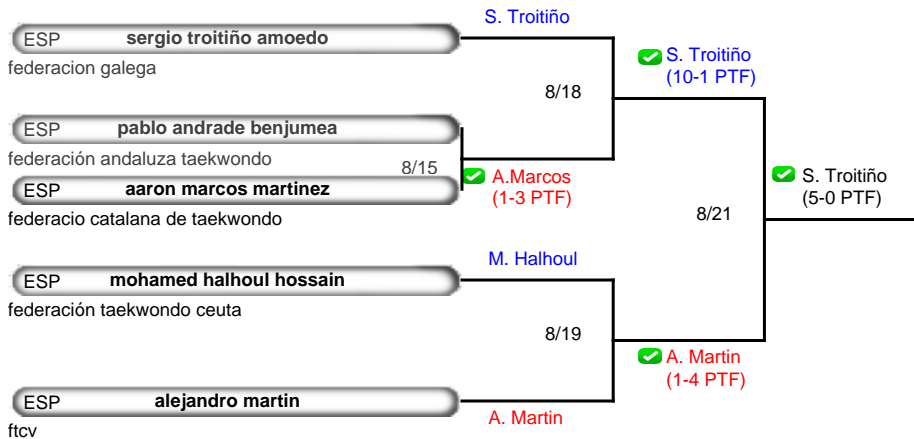 S. Troitiño
ESP sergio troitiño amoedo
federacion galega
S. Troitiño
(10-1 PTF)
8/18
ESP pablo andrade benjumea
federación andaluza taekwondo
8/15
A.Marcos
(1-3 PTF)
ESP aaron marcos martinez
federacio catalana de taekwondo
S. Troitiño
(5-0 PTF)
8/21
M. Halhoul
ESP mohamed halhoul hossain
federación taekwondo ceuta
8/19
A. Martin
(1-4 PTF)
ESP alejandro martin
A. Martin
ftcv